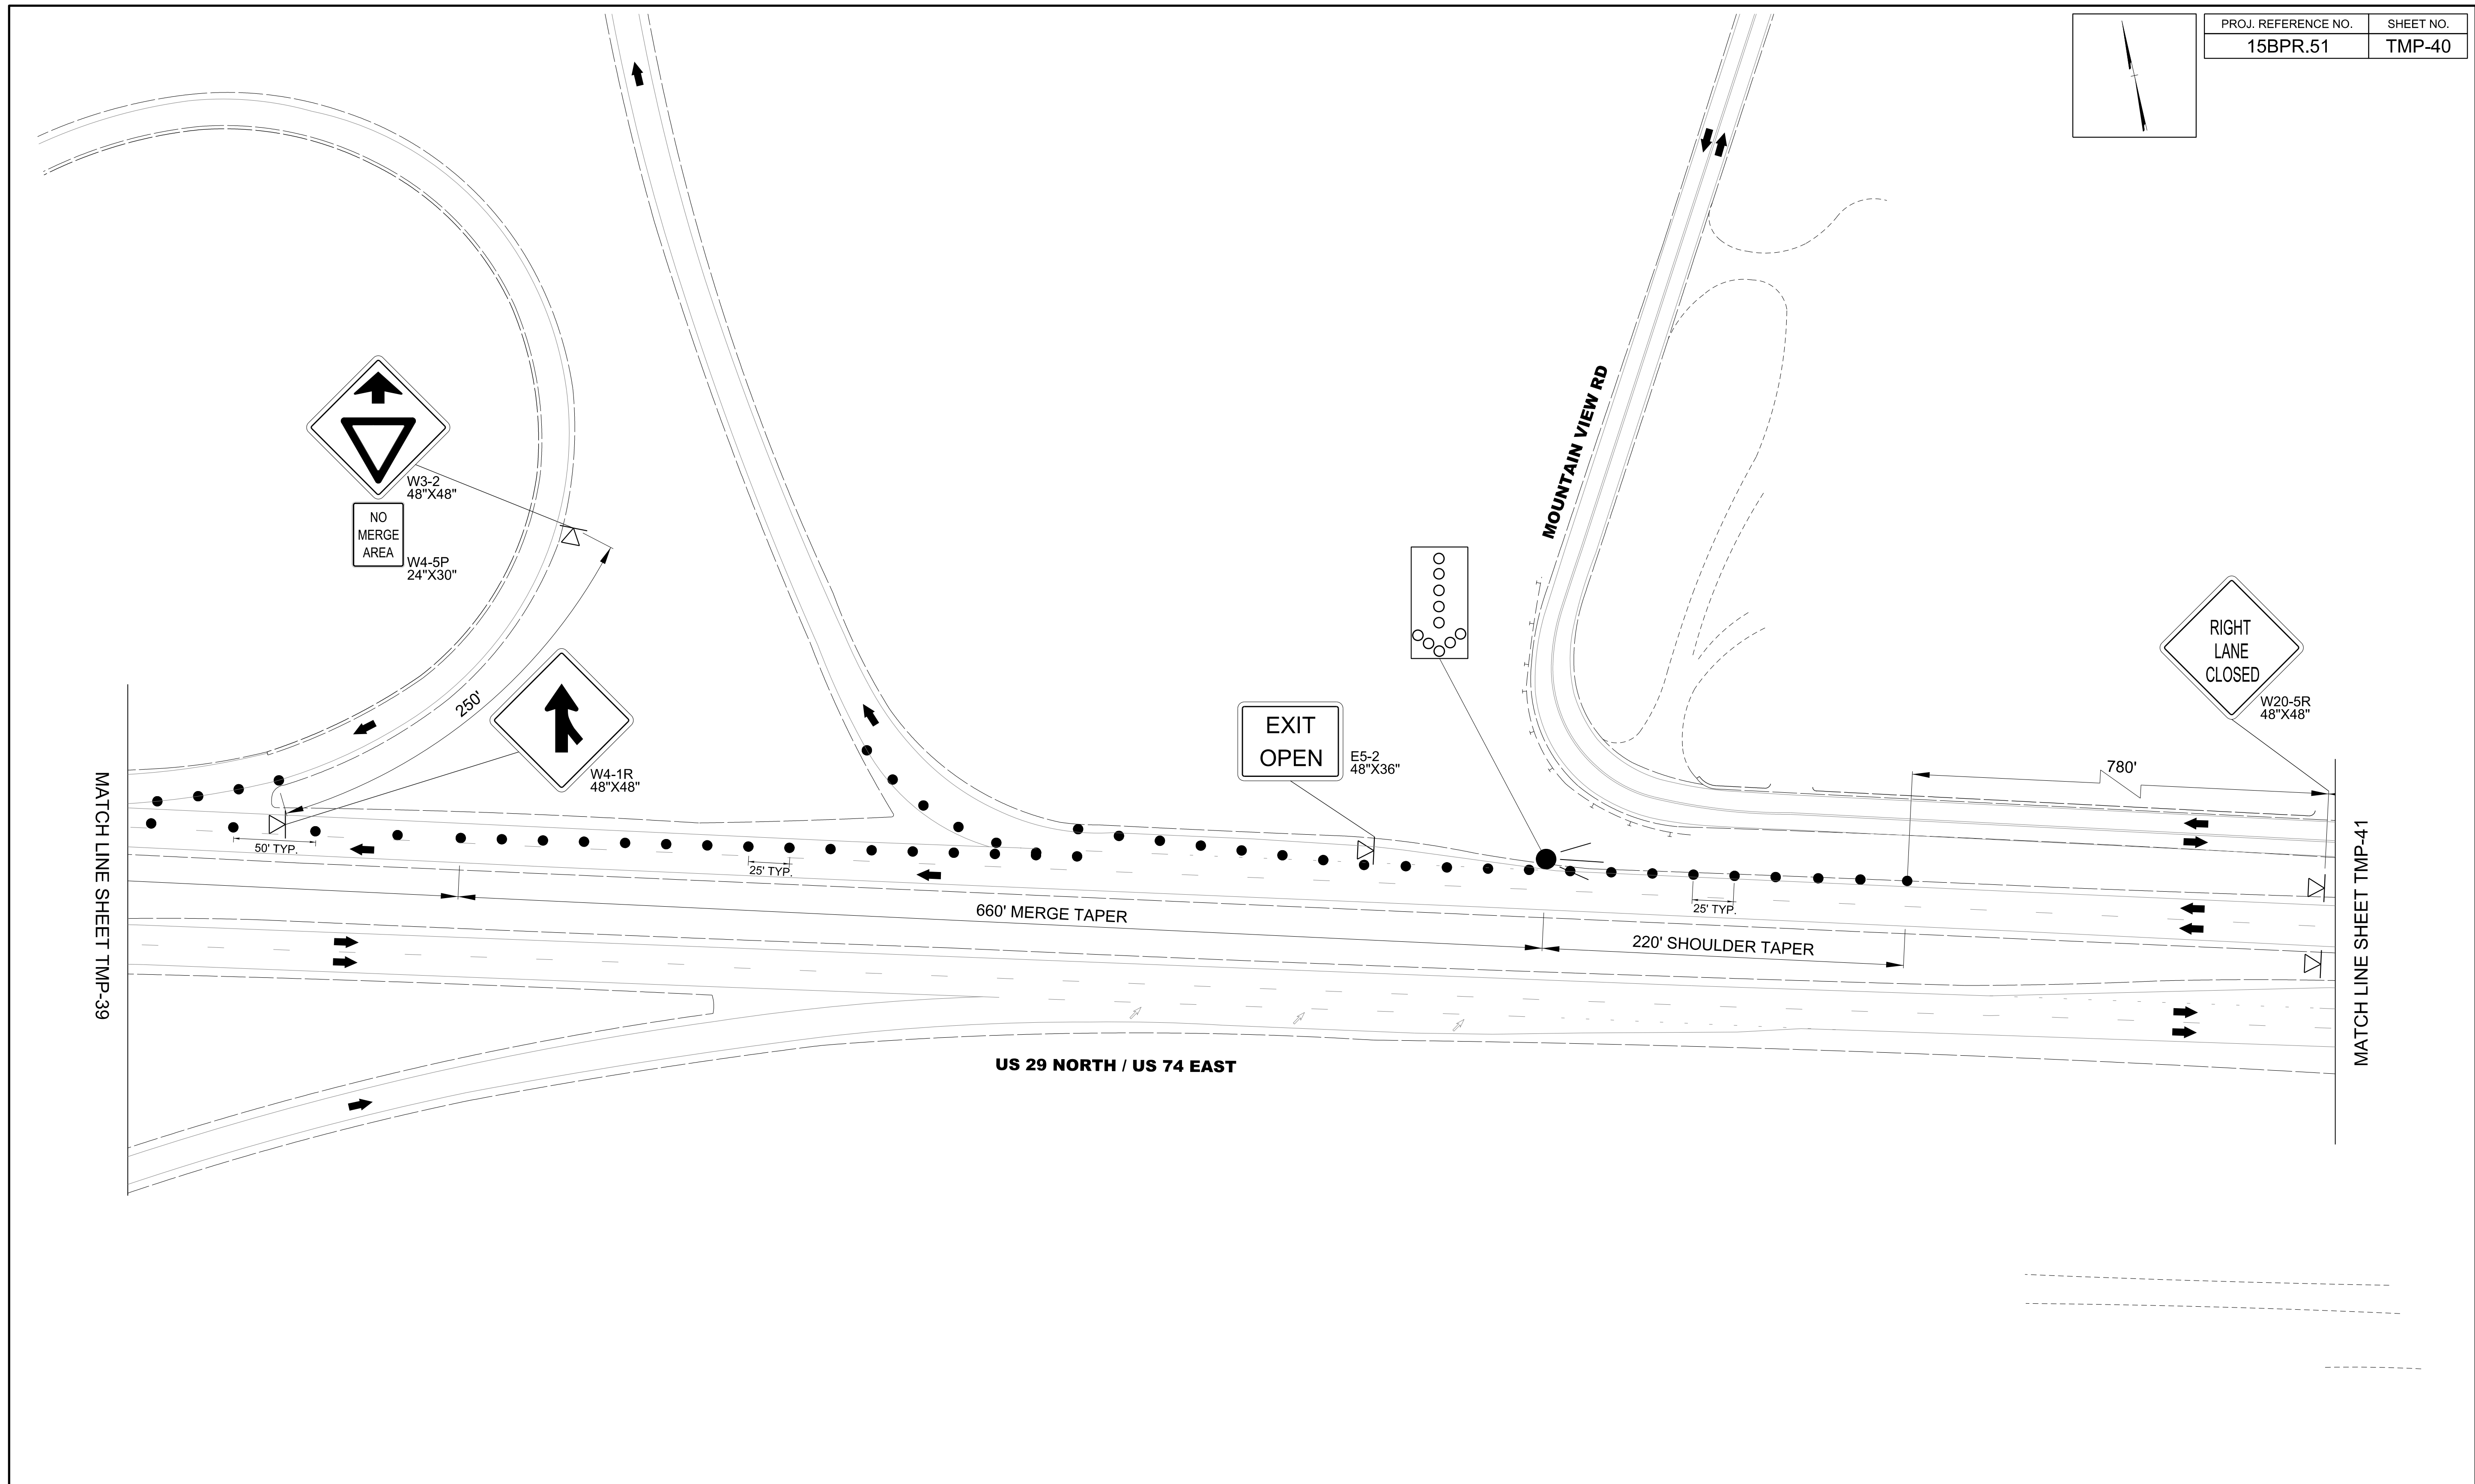 PROJ. REFERENCE NO.
SHEET NO.
15BPR.51
TMP-40
W3-2
48"X48"
NO
MERGE
AREA
W4-5P
24"X30"
250'
W4-1R
48"X48"
MOUNTAIN VIEW RD
EXIT
OPEN
E5-2
48"X36"
RIGHT
LANE
CLOSED
W20-5R
48"X48"
780'
MATCH LINE SHEET TMP-39
50' TYP.
25' TYP.
25' TYP.
660' MERGE TAPER
220' SHOULDER TAPER
MATCH LINE SHEET TMP-41
US 29 NORTH / US 74 EAST